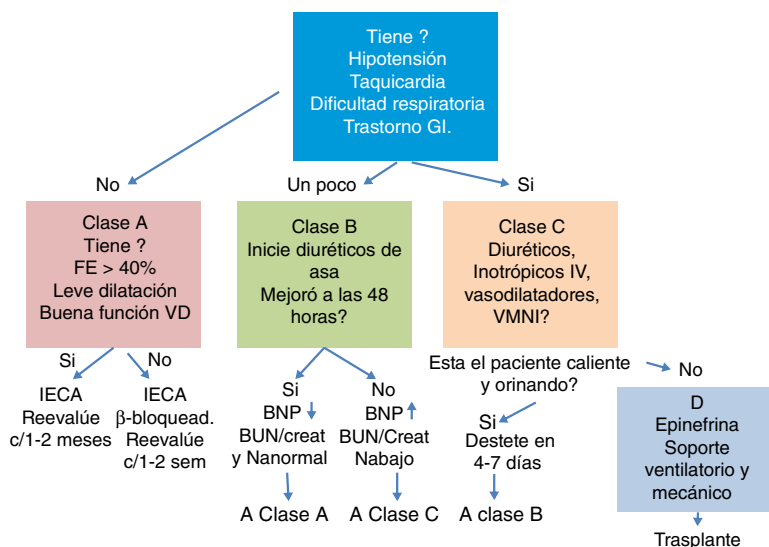 Tiene ?
Hipotensión
Taquicardia
Dificultad respiratoria
Trastorno GI.
No
Un poco
Si
Clase A
Tiene ?
FE > 40%
Leve dilatación
Buena función VD
Clase B
Inicie diuréticos de
asa
Mejoró a las 48
horas?
Clase C
Diuréticos,
Inotrópicos IV,
vasodilatadores,
VMNI?
Si
No
IECA
Reevalúe
c/1-2 meses
IECA
β-bloquead.
Reevalúe
c/1-2 sem
Si
BNP
BUN/creat
y Nanormal
No
BNP
BUN/Creat
Nabajo
Esta el paciente caliente
y orinando?
Si
Destete en
4-7 días
No
D
Epinefrina
Soporte
ventilatorio y
mecánico
A Clase A
A Clase C
A clase B
Trasplante